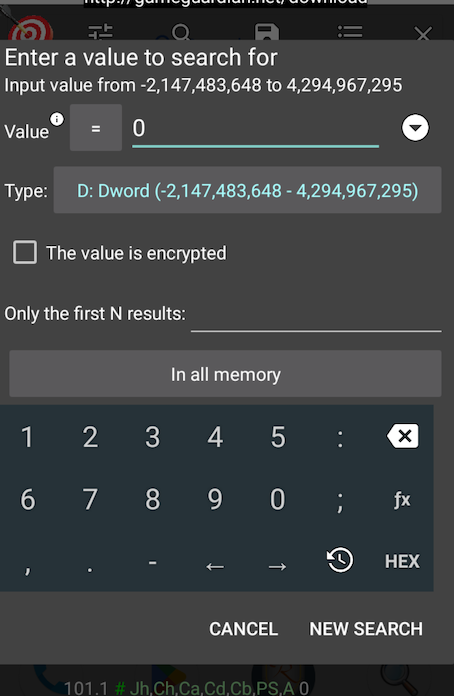 http://gameguardian.net/download
Enter a value to search for
Input value from -2,147,483,648 to 4,294,967,295
Value i = 0
Type: D: Dword (-2,147,483,648 - 4,294,967,295)
The value is encrypted
Only the first N results:
In all memory
1 2 3 4 5 :
6 7 8 9 0 ; ƒx
, . - ← → HEX
CANCEL NEW SEARCH
101.1 # Jh,Ch,Ca,Cd,Cb,PS,A 0